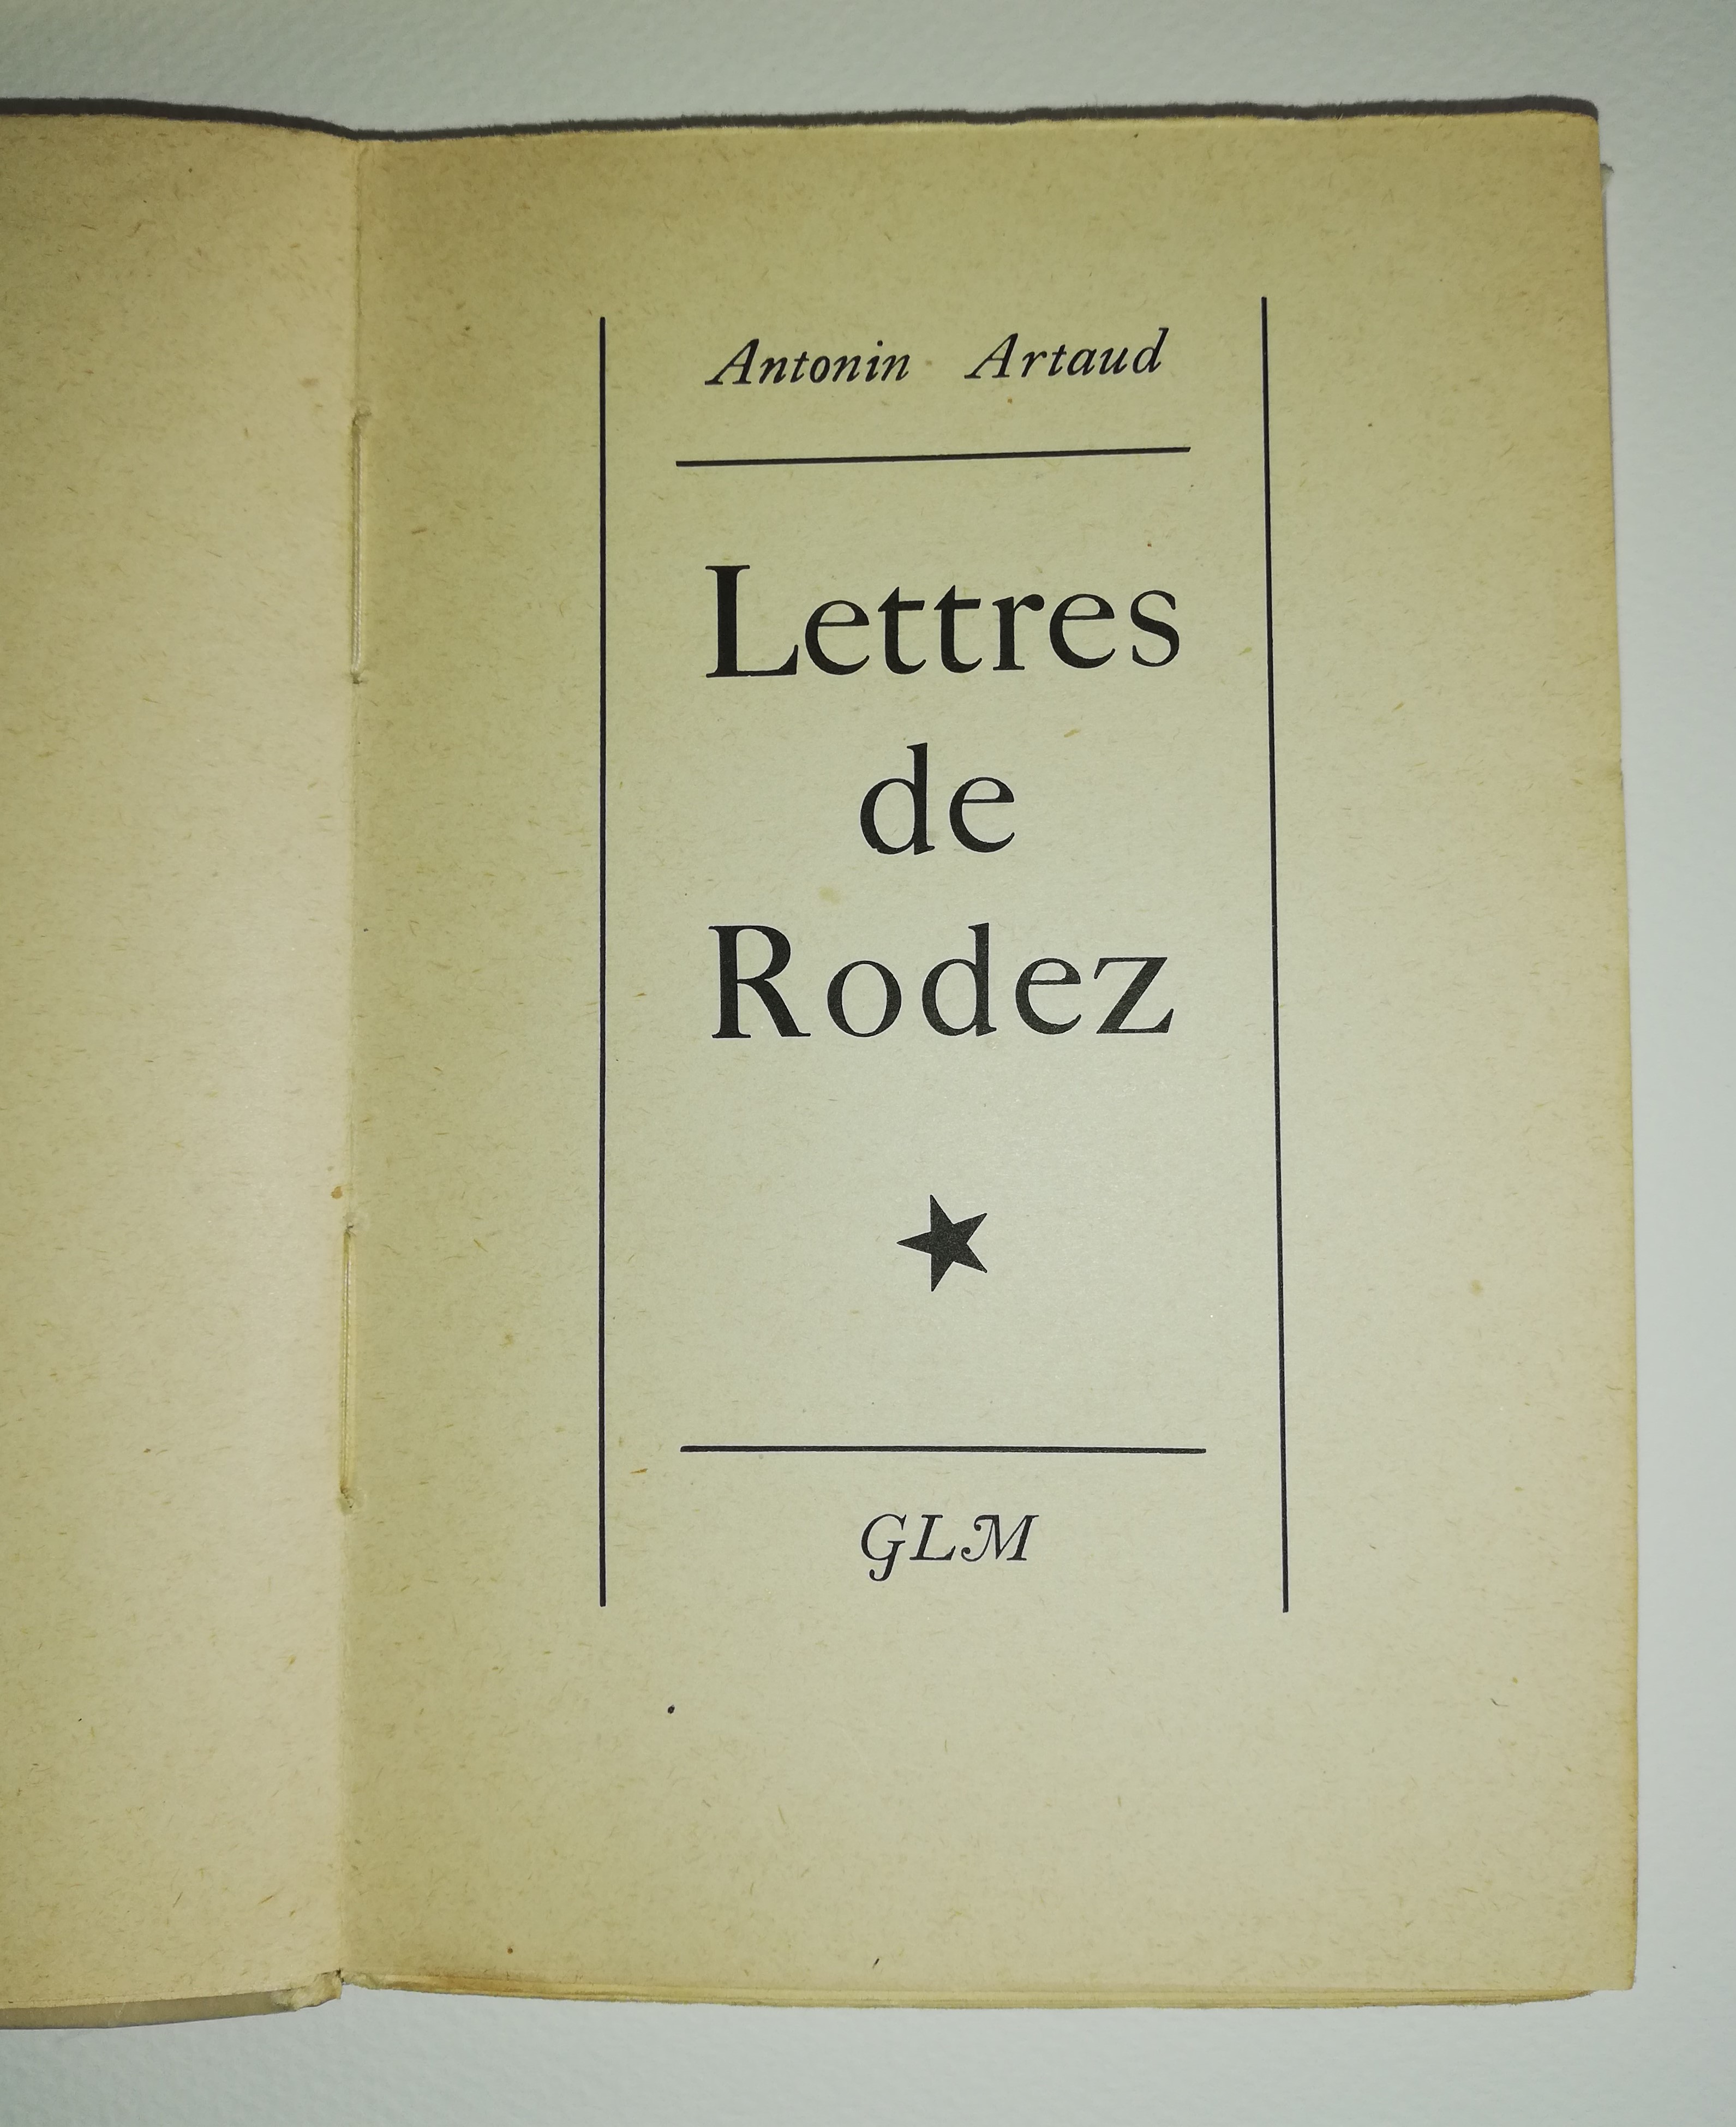 Antonin Artaud
Lettres
de
Rodez
GLM